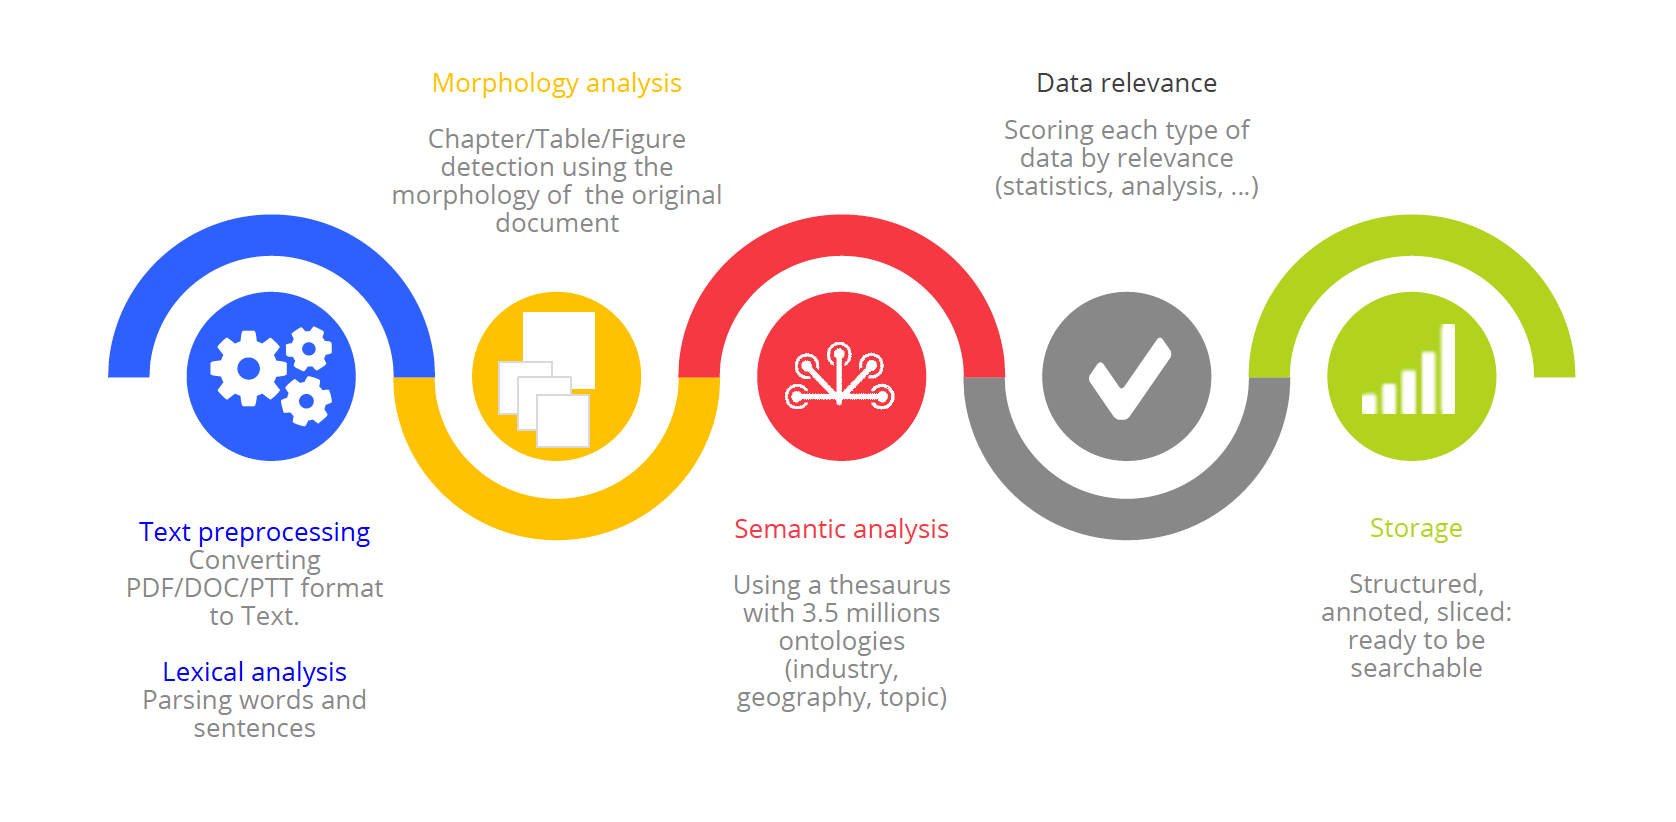 Text preprocessing
Converting
PDF/DOC/PTT format
to Text.
Lexical analysis
Parsing words and
sentences
Morphology analysis
Chapter/Table/Figure
detection using the
morphology of  the original
document
Semantic analysis
Using a thesaurus
with 3.5 millions
ontologies
(industry,
geography, topic)
Data relevance
Scoring each type of
data by relevance
(statistics, analysis, ...)
Storage
Structured,
annoted, sliced:
ready to be
searchable